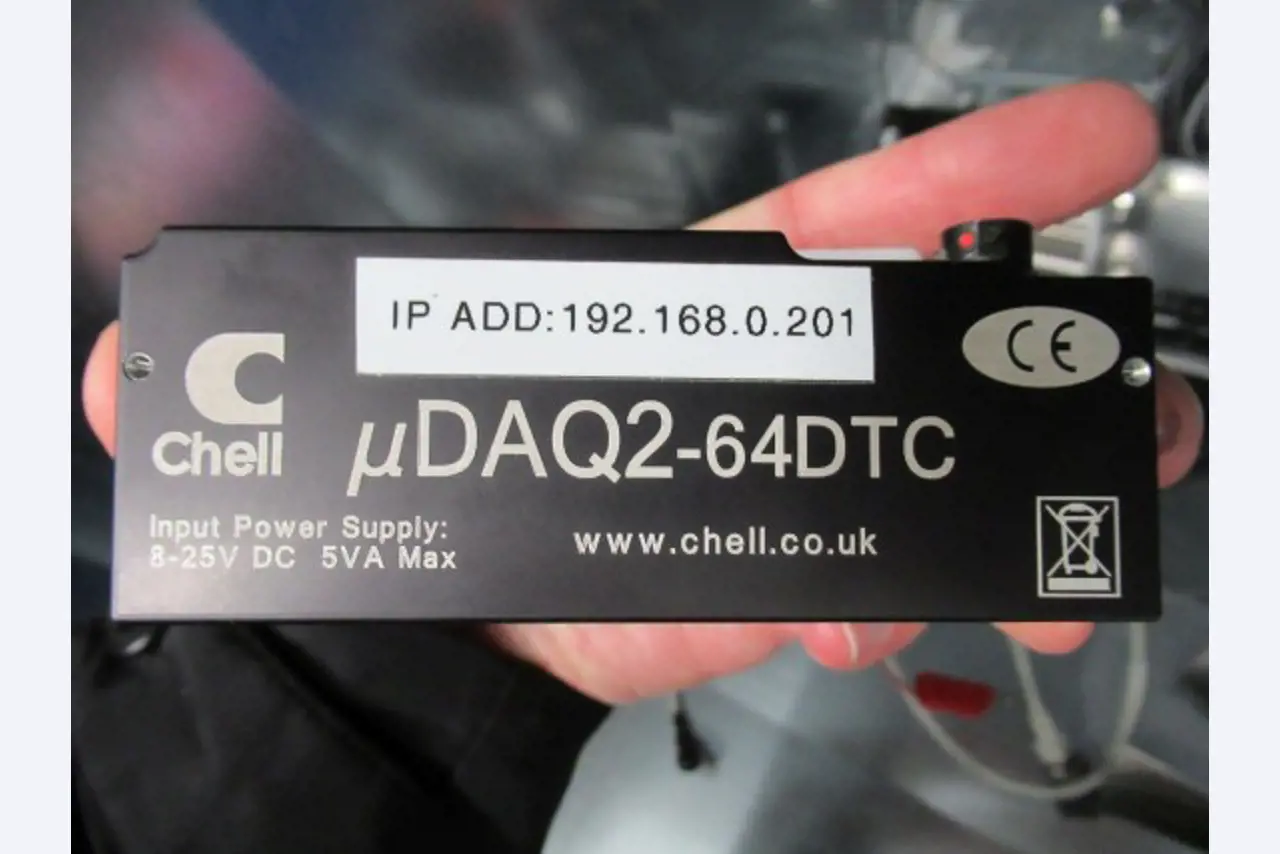 IP ADD:192.168.0.201
CE
Chell
µDAQ2-64DTC
Input Power Supply:
8-25V DC 5VA Max
www.chell.co.uk